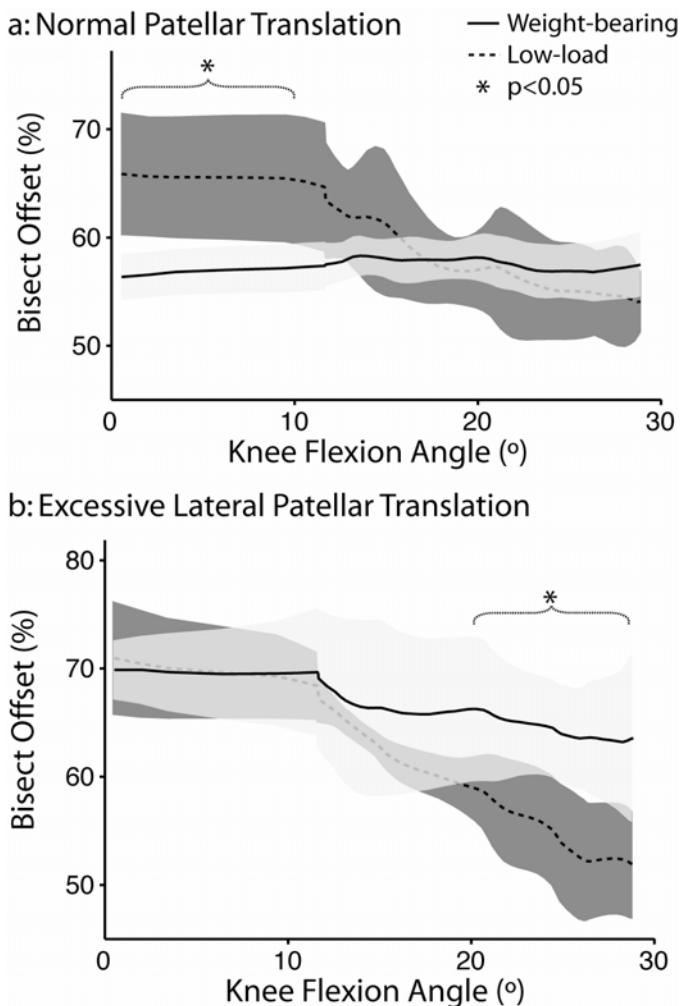 a: Normal Patellar Translation
Weight-bearing
Low-load
* p<0.05
*
70
60
50
Bisect Offset (%)
0 10 20 30
Knee Flexion Angle (º)
b: Excessive Lateral Patellar Translation
*
80
70
60
50
Bisect Offset (%)
0 10 20 30
Knee Flexion Angle (º)